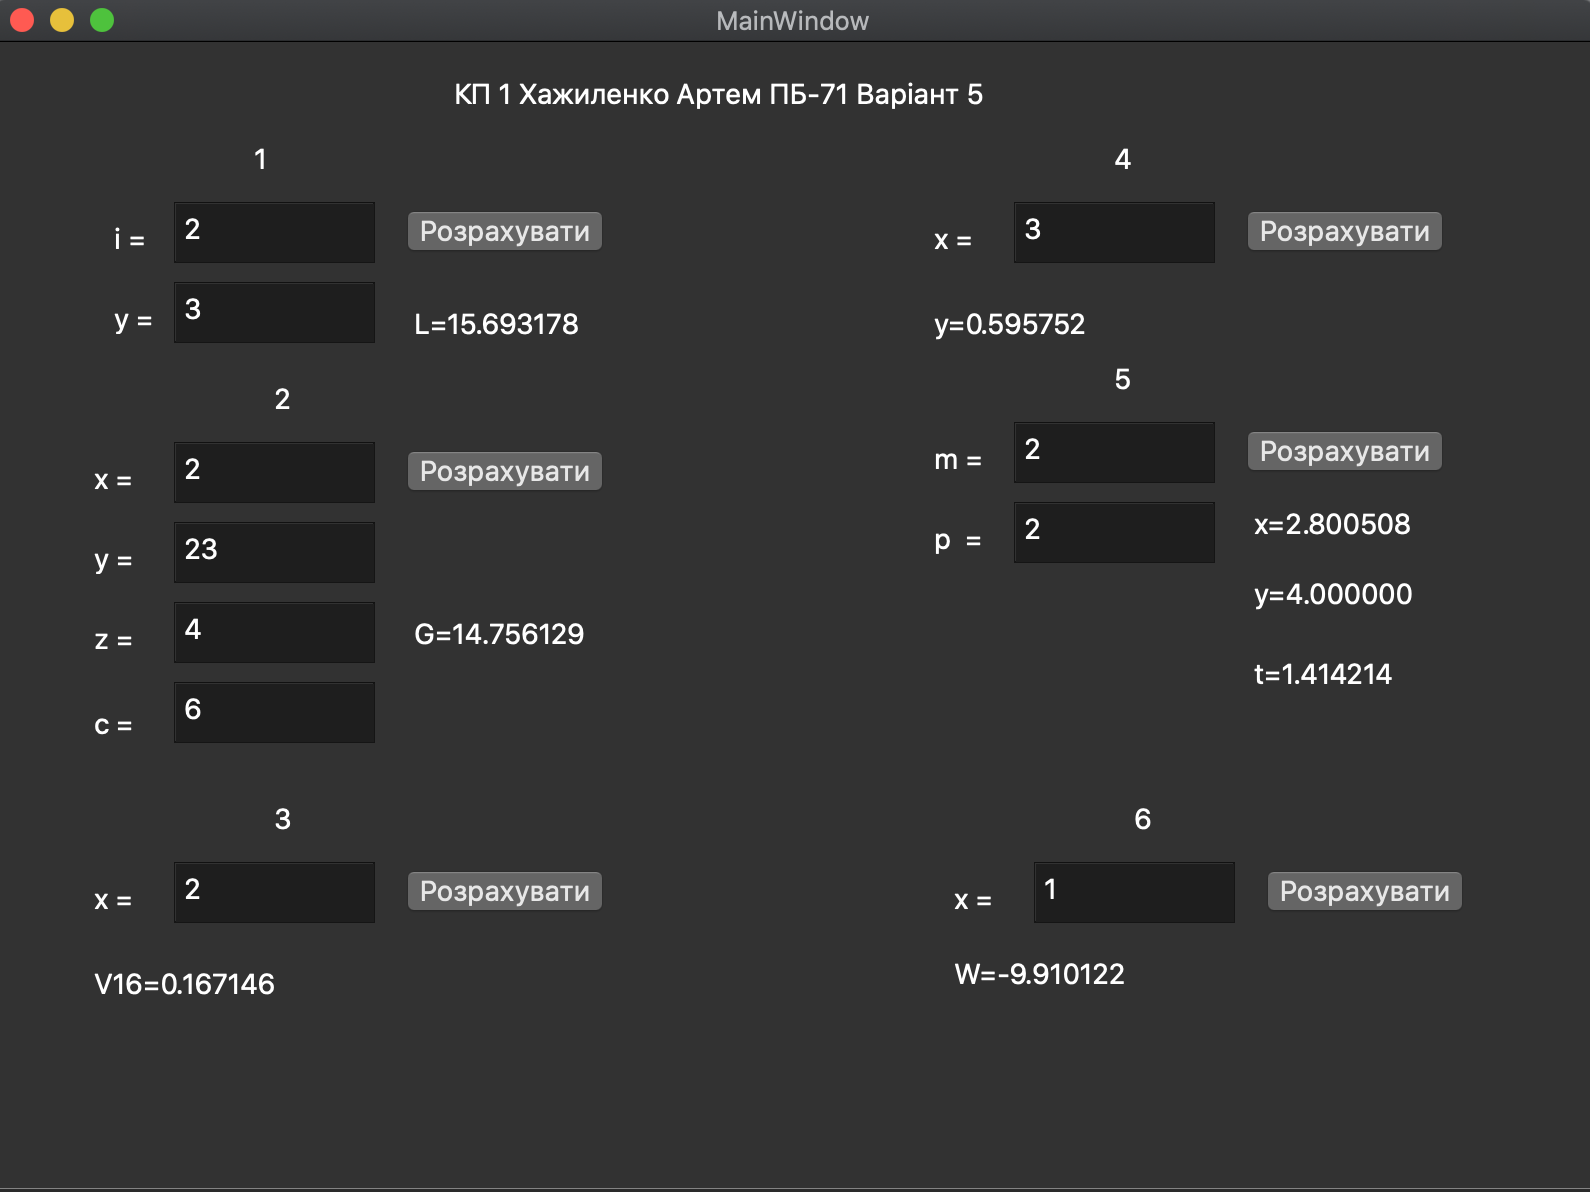 MainWindow
КП 1 Хажиленко Артем ПБ-71 Варіант 5
1
i = 2 Розрахувати
y = 3 L=15.693178
2
x = 2 Розрахувати
y = 23
z = 4 G=14.756129
c = 6
3
x = 2 Розрахувати
V16=0.167146
4
x = 3 Розрахувати
y=0.595752
5
m = 2 Розрахувати
p = 2 x=2.800508
y=4.000000
t=1.414214
6
x = 1 Розрахувати
W=-9.910122